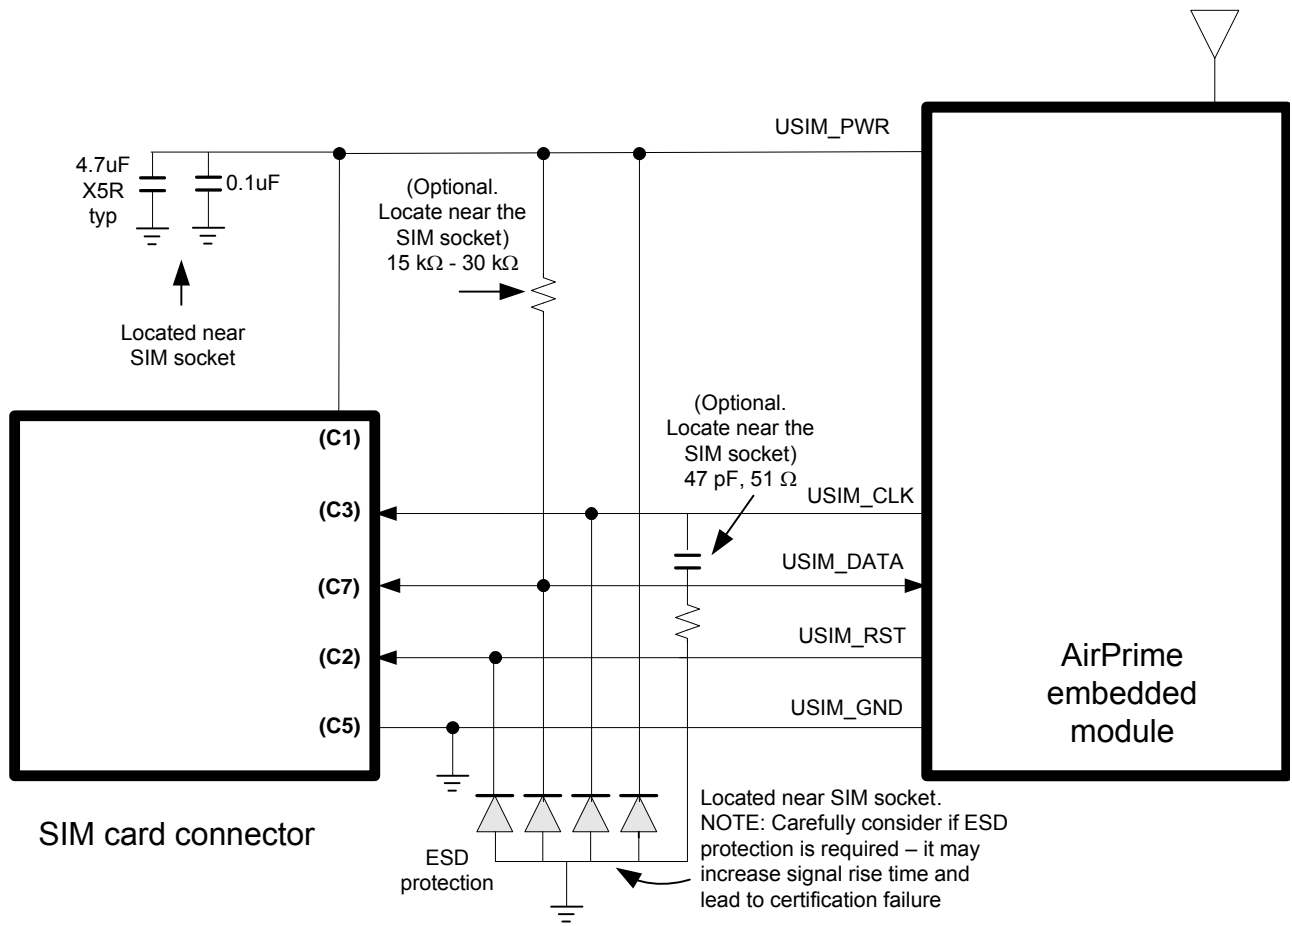 USIM_PWR
4.7uF
X5R
typ
0.1uF
(Optional.
Locate near the
SIM socket)
15 kΩ - 30 kΩ
Located near
SIM socket
(Optional.
Locate near the
SIM socket)
47 pF, 51 Ω
(C1)
(C3)
USIM_CLK
(C7)
USIM_DATA
(C2)
USIM_RST
(C5)
USIM_GND
AirPrime
embedded
module
SIM card connector
ESD
protection
Located near SIM socket.
NOTE: Carefully consider if ESD
protection is required – it may
increase signal rise time and
lead to certification failure